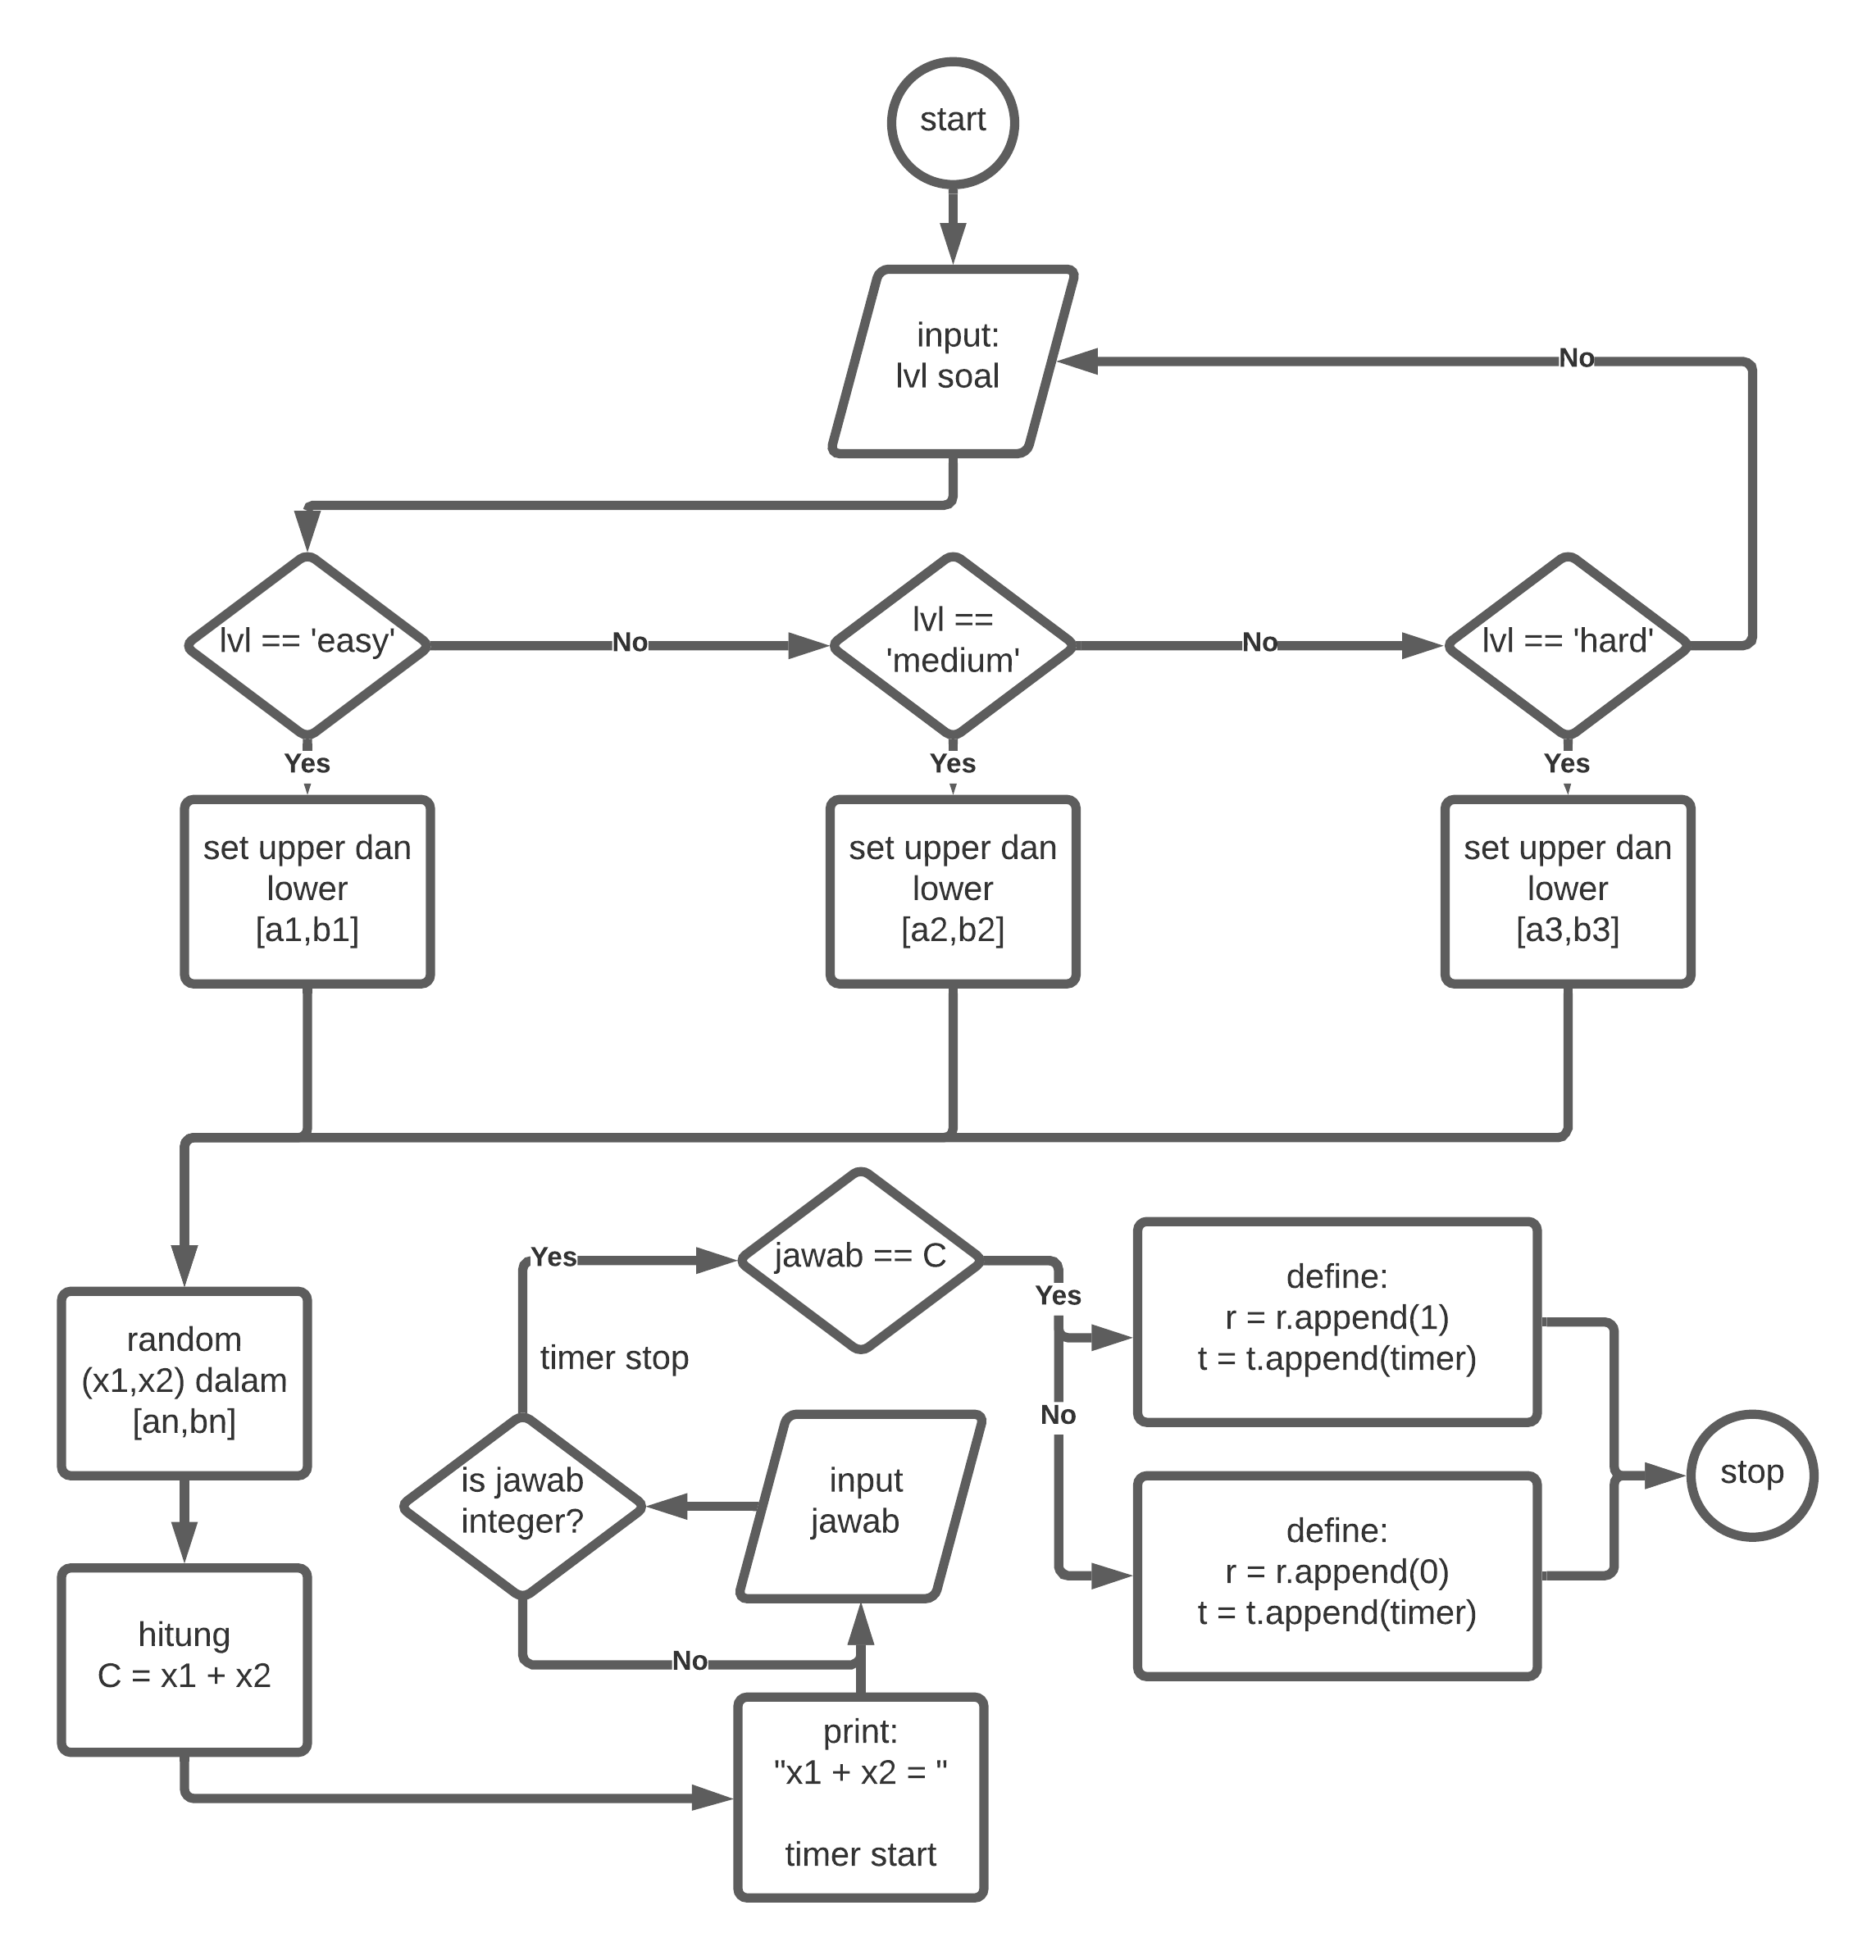 start
input:
lvl soal
No
lvl == 'easy'
No
lvl ==
'medium'
No
lvl == 'hard'
Yes
Yes
Yes
set upper dan
lower
[a1,b1]
set upper dan
lower
[a2,b2]
set upper dan
lower
[a3,b3]
random
(x1,x2) dalam
[an,bn]
hitung
C = x1 + x2
print:
"x1 + x2 = "
timer start
input
jawab
is jawab
integer?
No
Yes
timer stop
jawab == C
Yes
No
define:
r = r.append(1)
t = t.append(timer)
define:
r = r.append(0)
t = t.append(timer)
stop